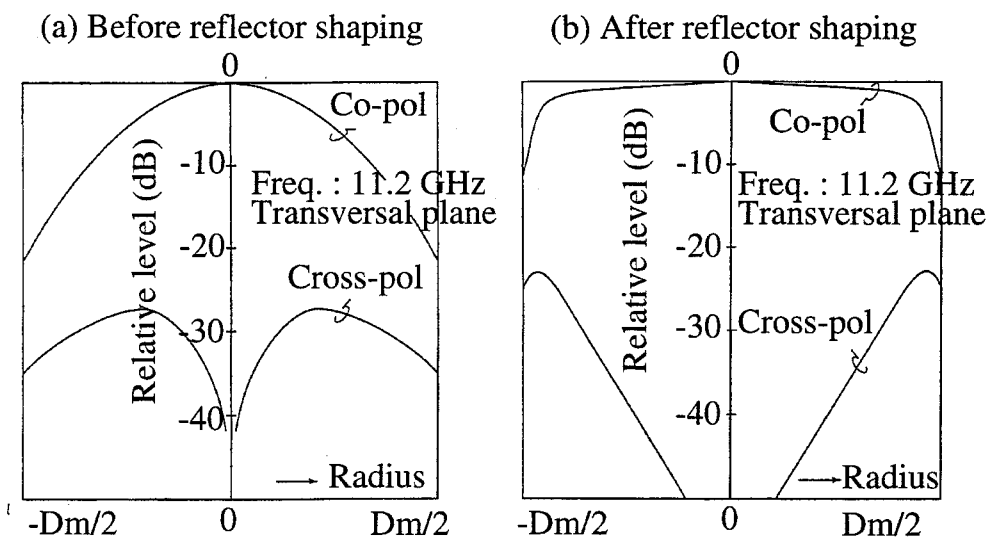 (a) Before reflector shaping
0
Co-pol
-10
Relative level (dB)
Freq. : 11.2 GHz
Transversal plane
-20
Cross-pol
-30
-40
Radius
-Dm/2 0 Dm/2
(b) After reflector shaping
0
Co-pol
-10
Relative level (dB)
Freq. : 11.2 GHz
Transversal plane
-20
-30
Cross-pol
-40
Radius
-Dm/2 0 Dm/2